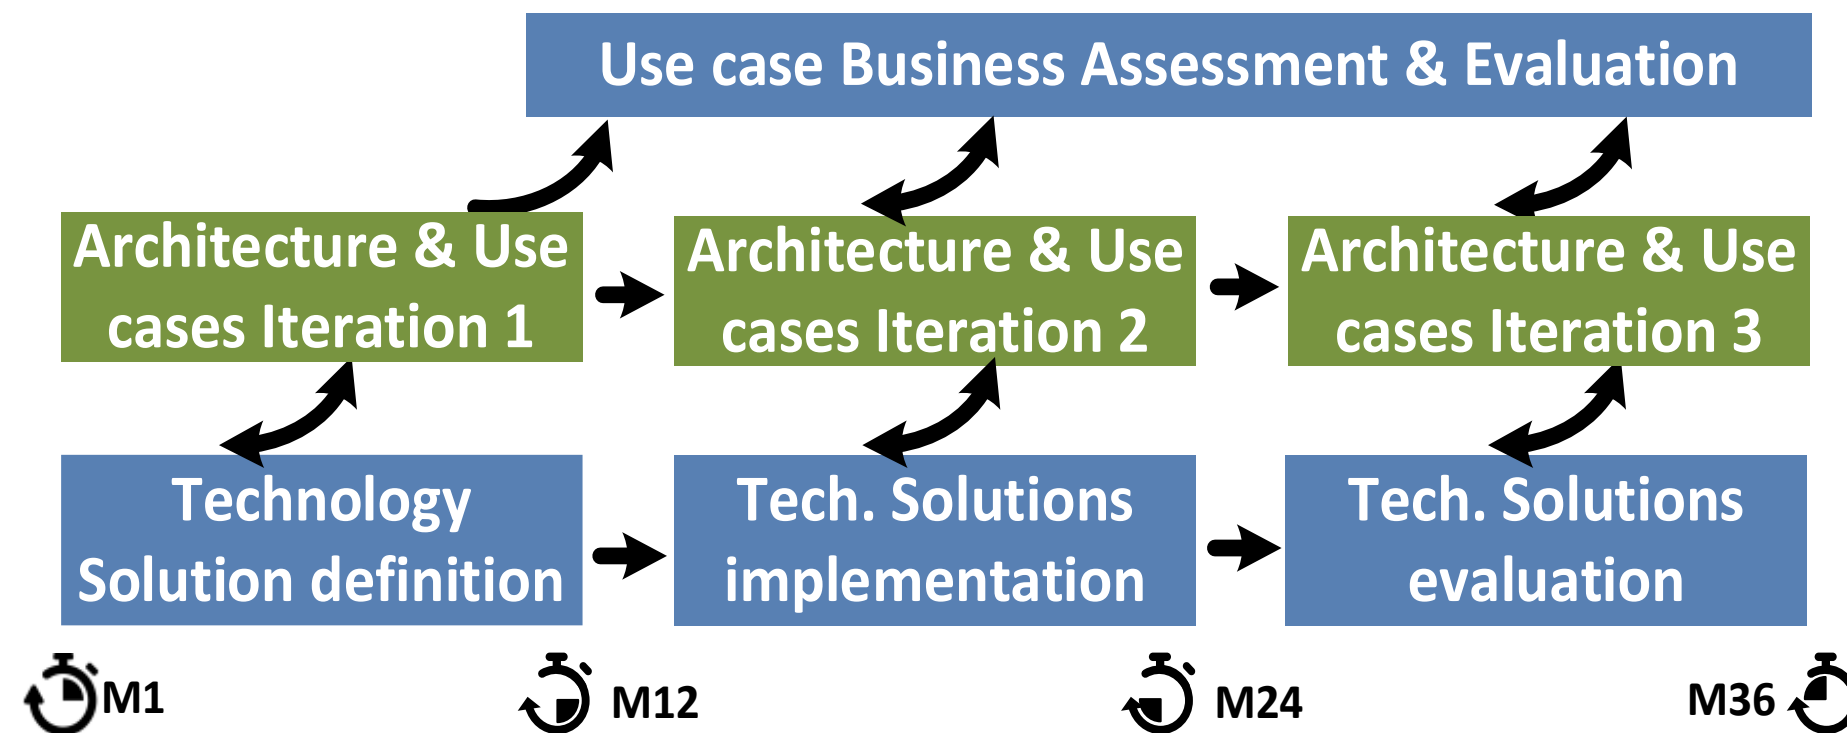 Use case Business Assessment & Evaluation
Architecture & Use
cases Iteration 1
Architecture & Use
cases Iteration 2
Architecture & Use
cases Iteration 3
Technology
Solution definition
Tech. Solutions
implementation
Tech. Solutions
evaluation
M1
M12
M24
M36